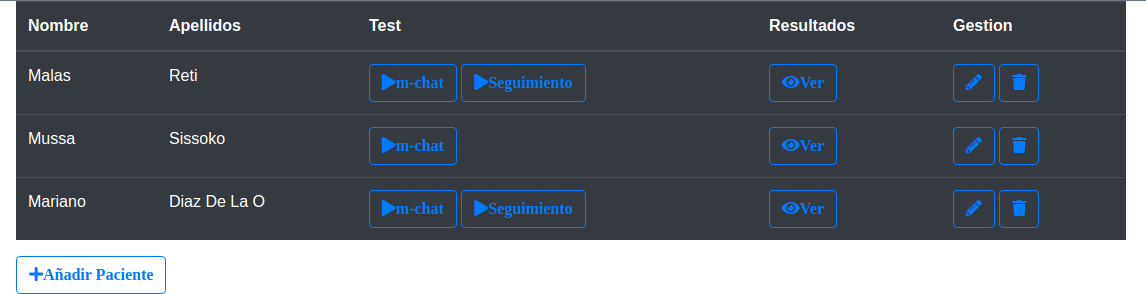 Nombre Apellidos Test Resultados Gestion
Malas Reti m-chat Seguimiento Ver
Mussa Sissoko m-chat Ver
Mariano Diaz De La O m-chat Seguimiento Ver
Añadir Paciente